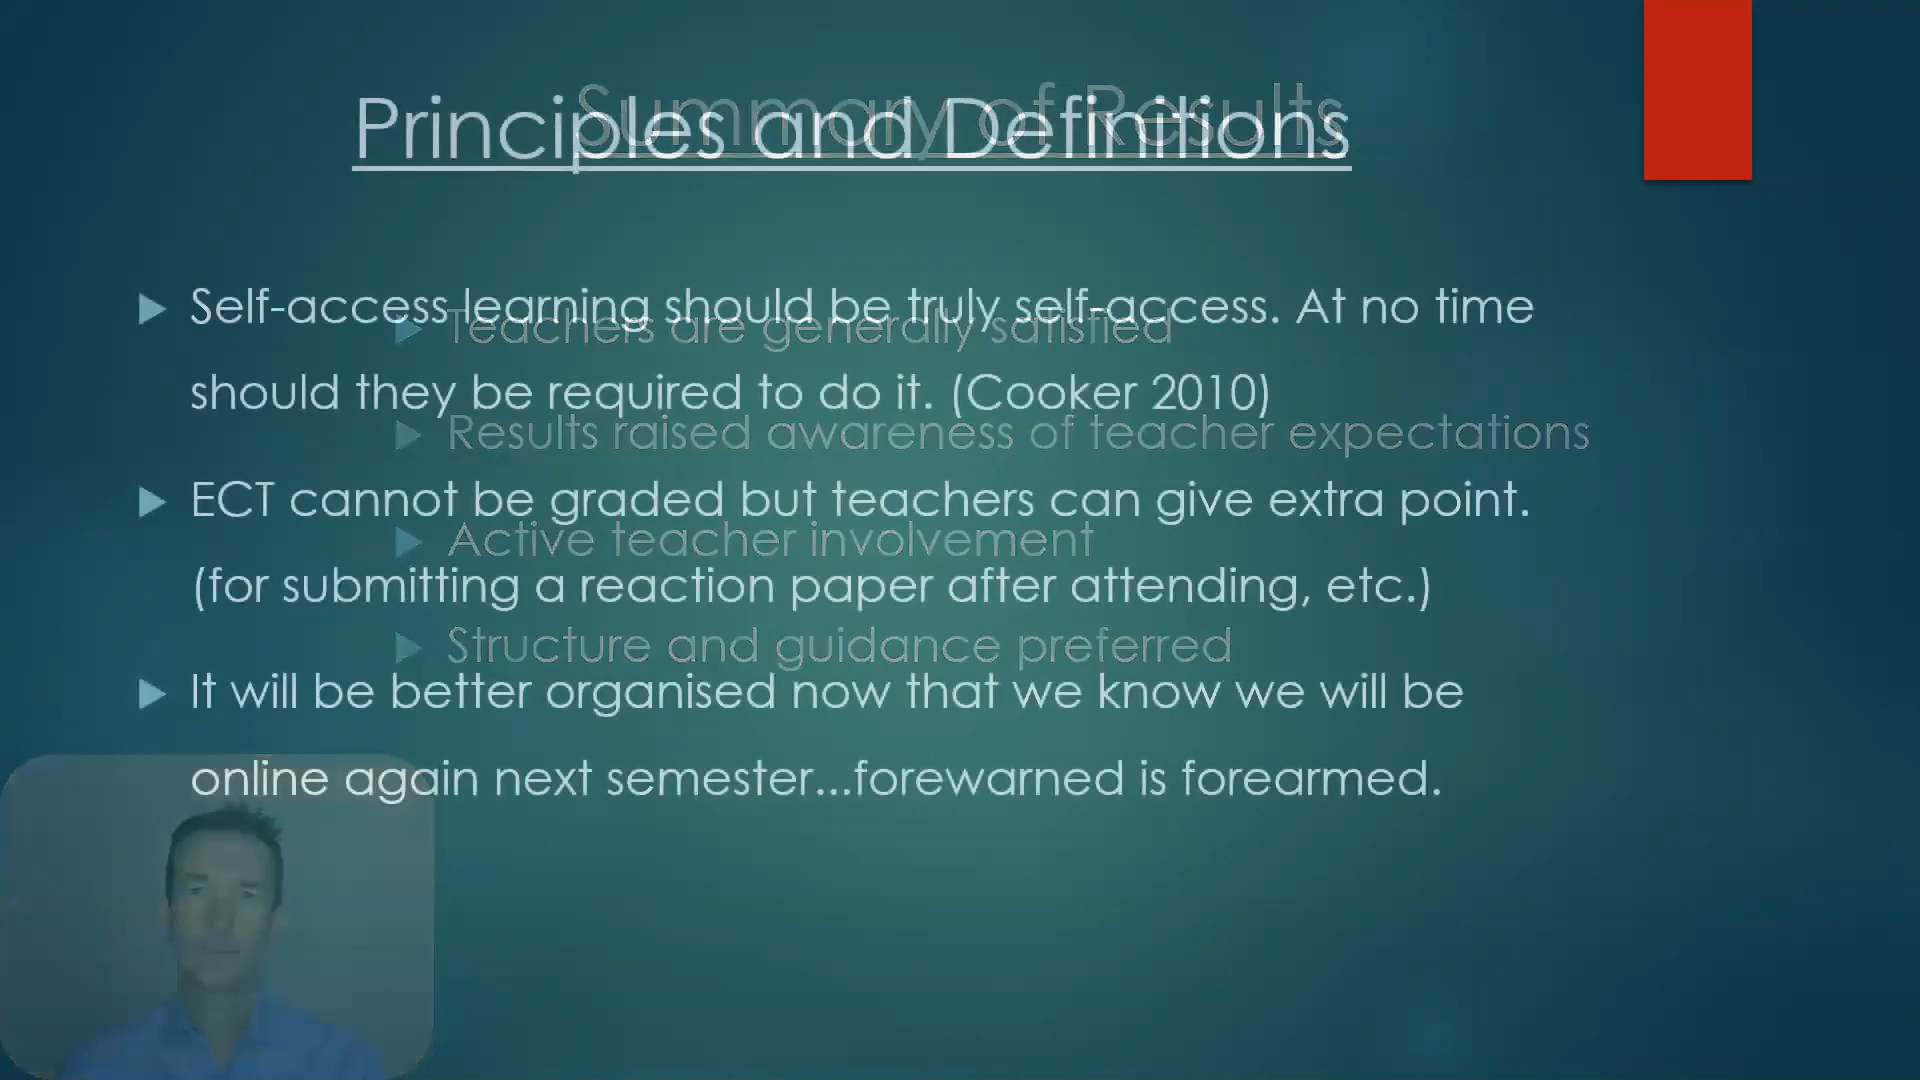 Principles and Definitions
Self-access learning should be truly self-access. At no time
should they be required to do it. (Cooker 2010)
ECT cannot be graded but teachers can give extra point.
(for submitting a reaction paper after attending, etc.)
It will be better organised now that we know we will be
online again next semester...forewarned is forearmed.
Summary of Results
Teachers are generally satisfied
Results raised awareness of teacher expectations
Active teacher involvement
Structure and guidance preferred